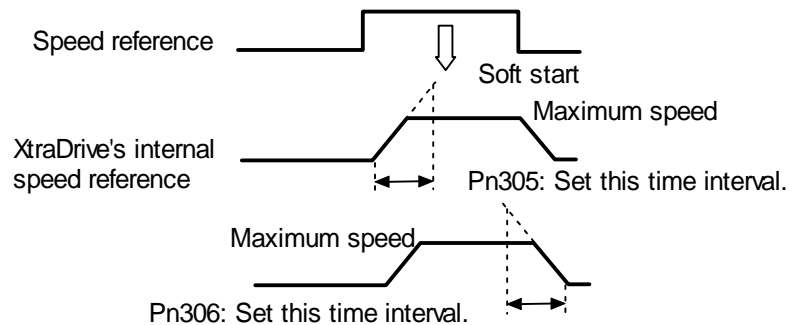 Speed reference
Soft start
Maximum speed
XtraDrive's internal
speed reference
Pn305: Set this time interval.
Maximum speed
Pn306: Set this time interval.